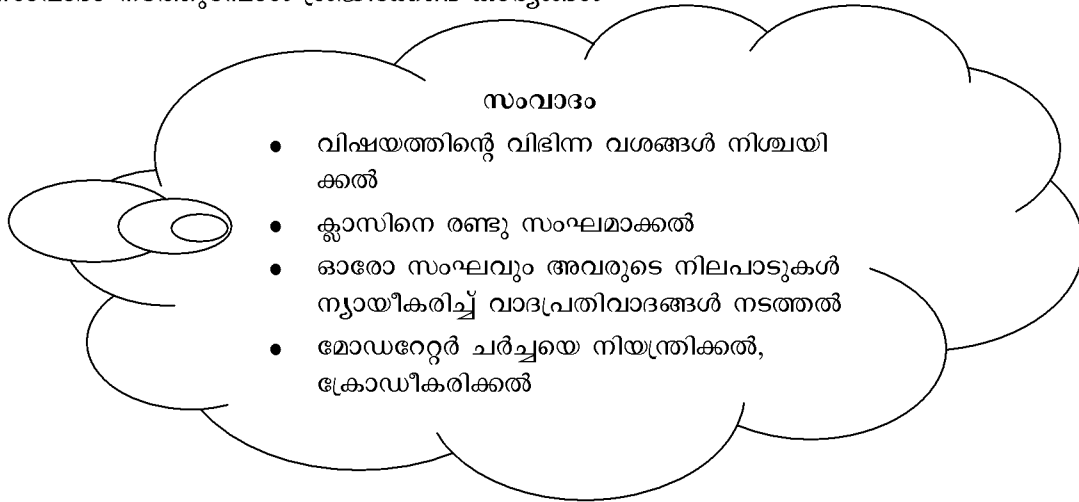 സംവാദം
● വിഷയത്തിന്റെ വിഭിന്ന വശങ്ങൾ നിശ്ചയി
ക്കൽ
● ക്ലാസിനെ രണ്ടു സംഘമാക്കൽ
● ഓരോ സംഘവും അവരുടെ നിലപാടുകൾ
ന്യായീകരിച്ച് വാദപ്രതിവാദങ്ങൾ നടത്തൽ
● മോഡറേറ്റർ ചർച്ചയെ നിയന്ത്രിക്കൽ,
ക്രോഡീകരിക്കൽ